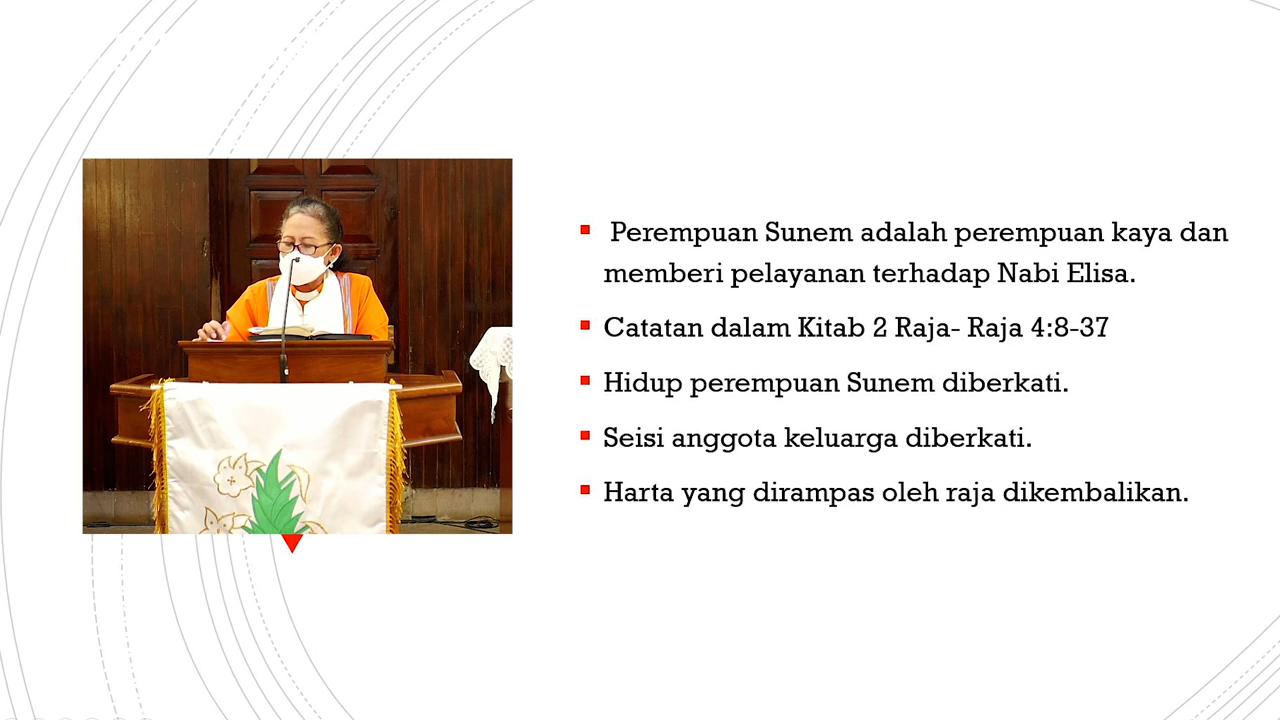 Perempuan Sunem adalah perempuan kaya dan
memberi pelayanan terhadap Nabi Elisa.
Catatan dalam Kitab 2 Raja- Raja 4:8-37
Hidup perempuan Sunem diberkati.
Seisi anggota keluarga diberkati.
Harta yang dirampas oleh raja dikembalikan.